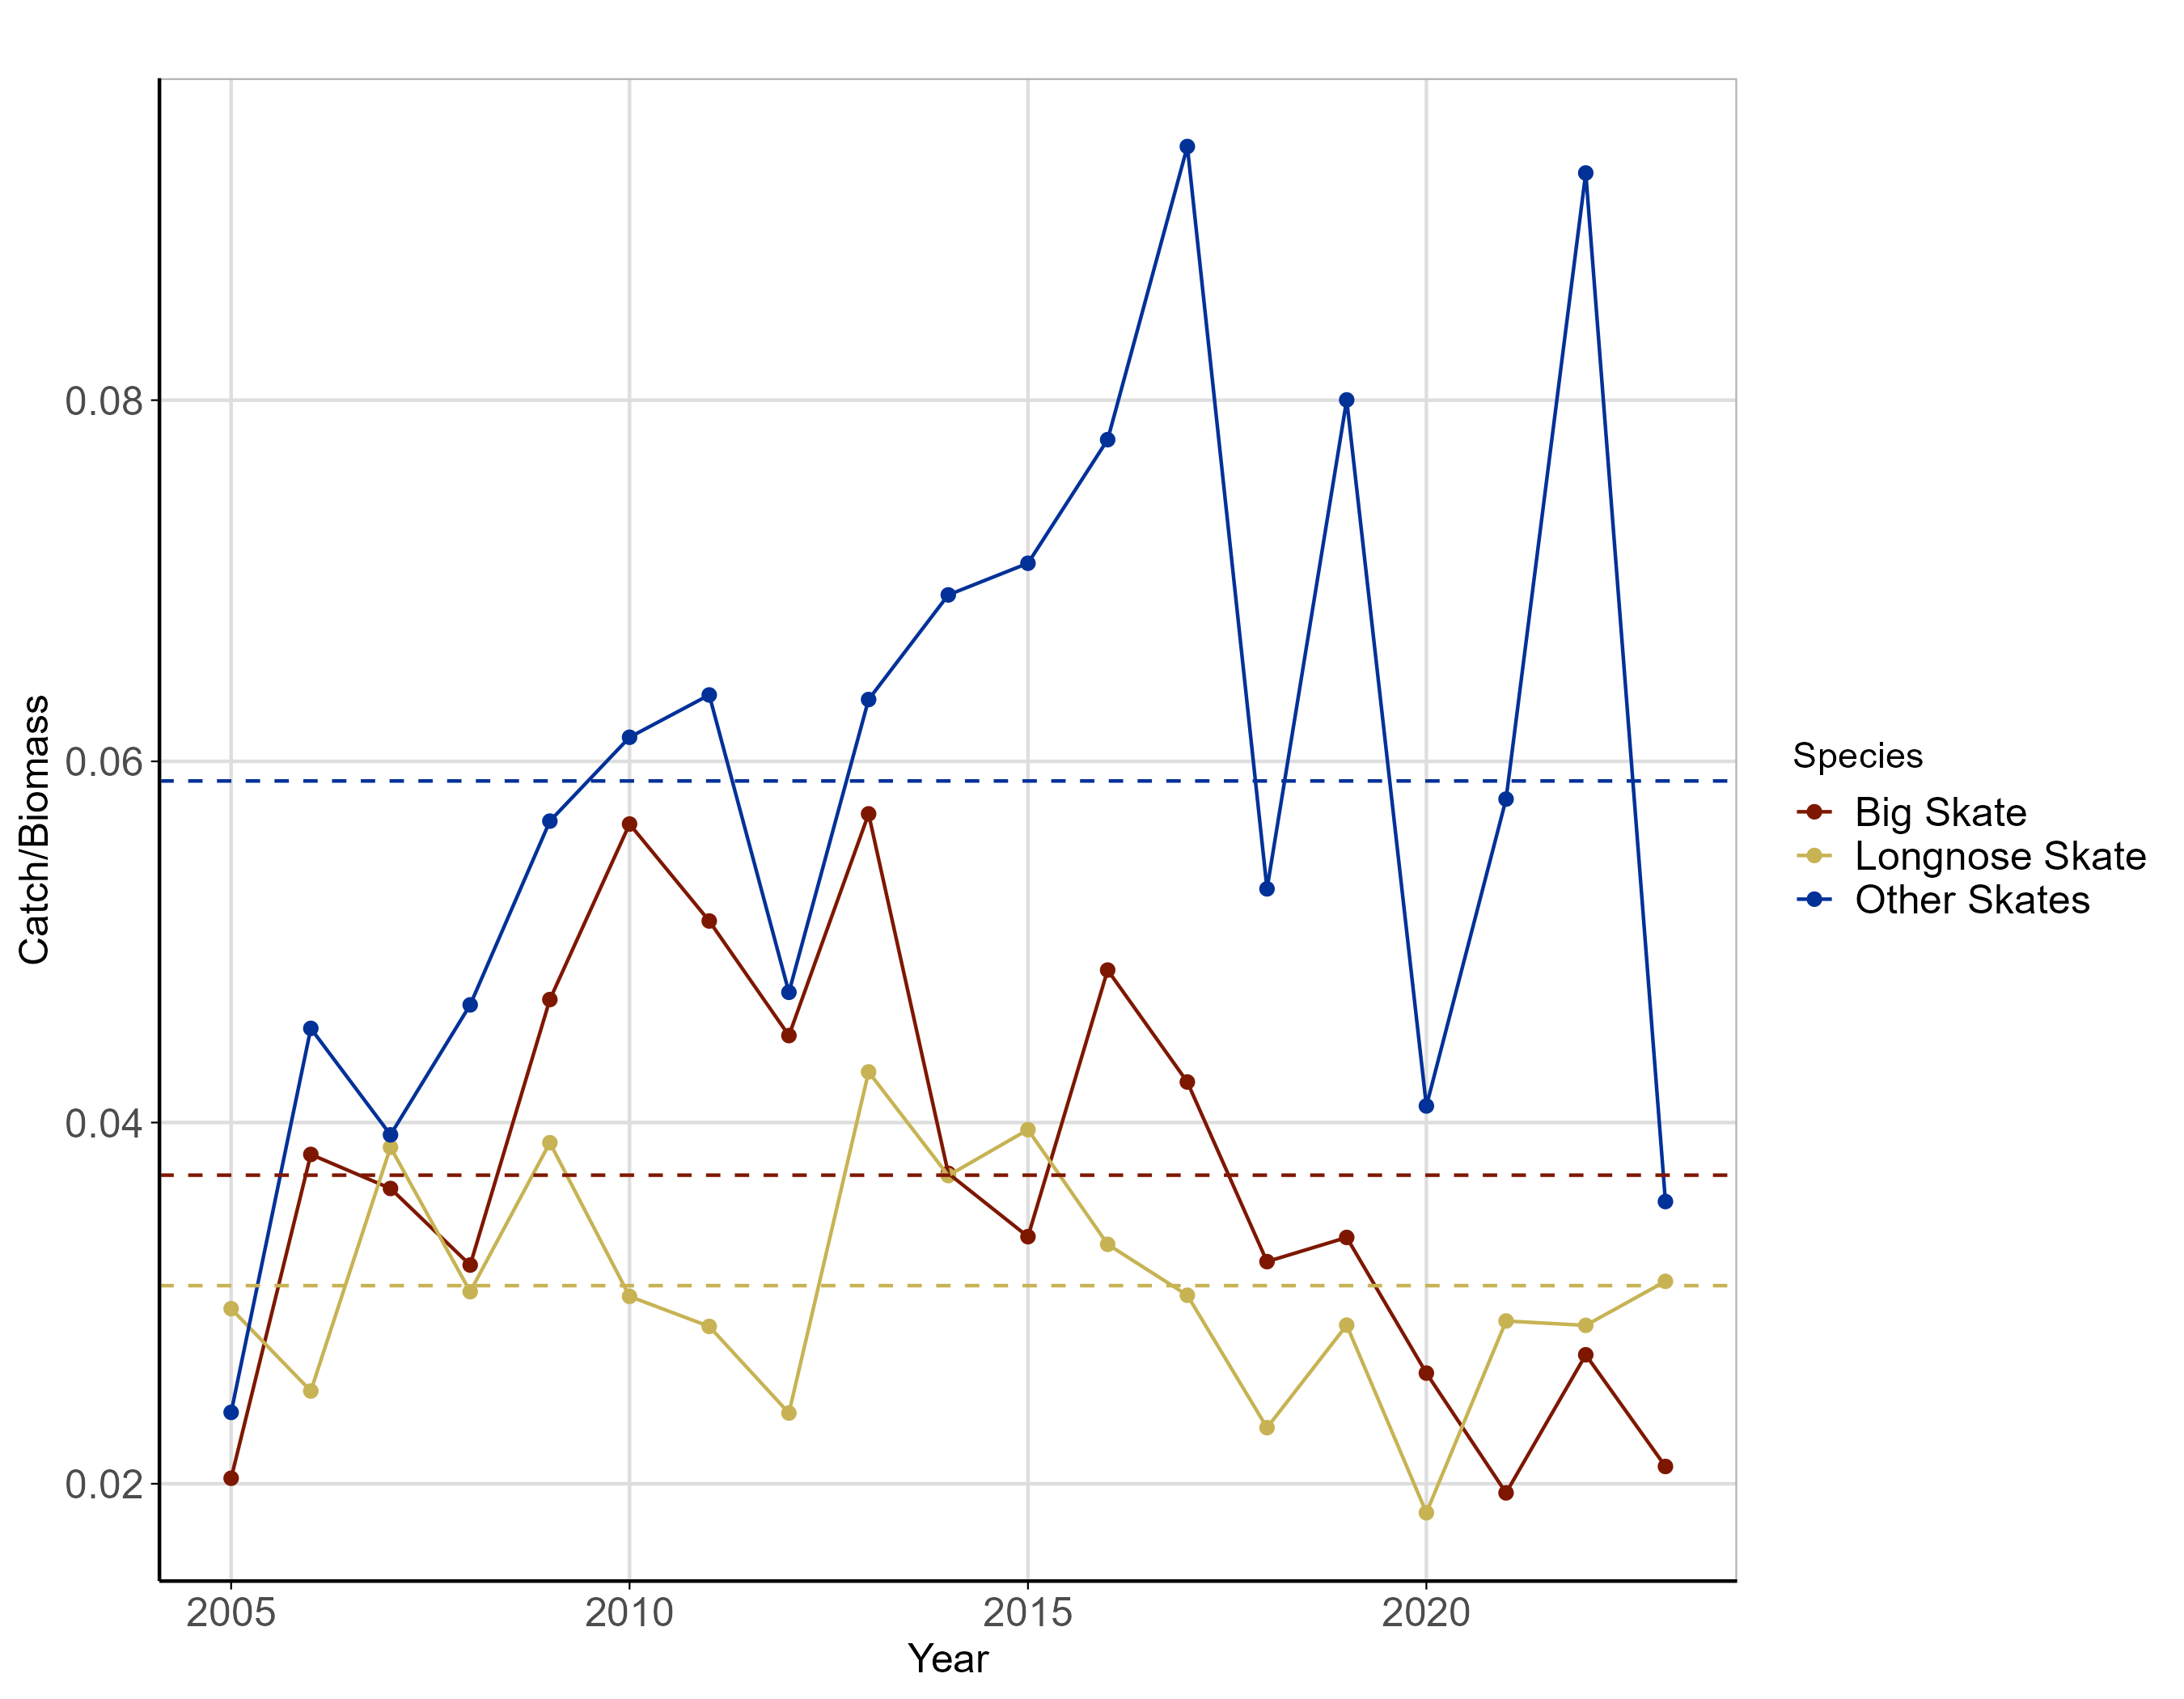 0.08
0.06
0.04
0.02
Catch/Biomass
2005 2010 2015 2020
Year
Species
Big Skate
Longnose Skate
Other Skates